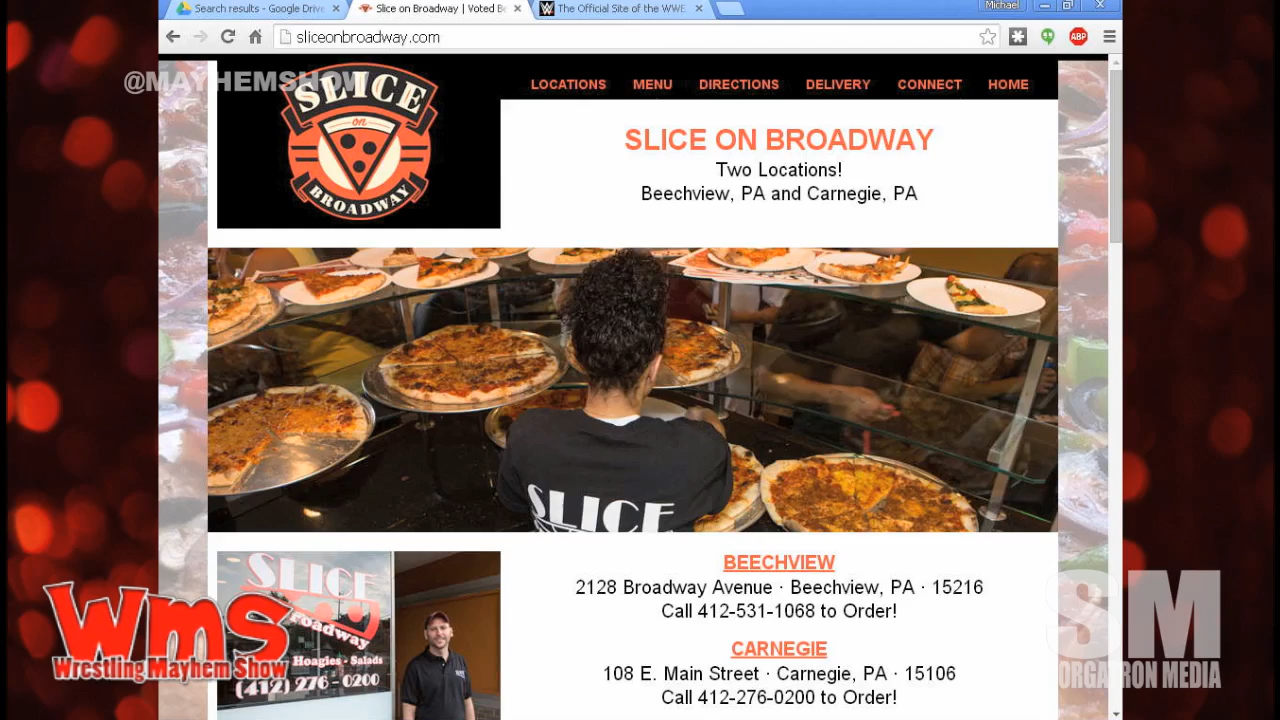 Search results - Google Drive
Slice on Broadway | Voted Be
The Official Site of the WWE
Michael
sliceonbroadway.com
ABP
@MAYHEMSHOW
SLICE
on
BROADWAY
LOCATIONS MENU DIRECTIONS DELIVERY CONNECT HOME
SLICE ON BROADWAY
Two Locations!
Beechview, PA and Carnegie, PA
SLICE
BEECHVIEW
2128 Broadway Avenue · Beechview, PA · 15216
Call 412-531-1068 to Order!
CARNEGIE
108 E. Main Street · Carnegie, PA · 15106
Call 412-276-0200 to Order!
SLICE
roadway
Hoagies - Salads
(412) 276-0200
WMS
Wrestling Mayhem Show
SM
ORGATRON MEDIA